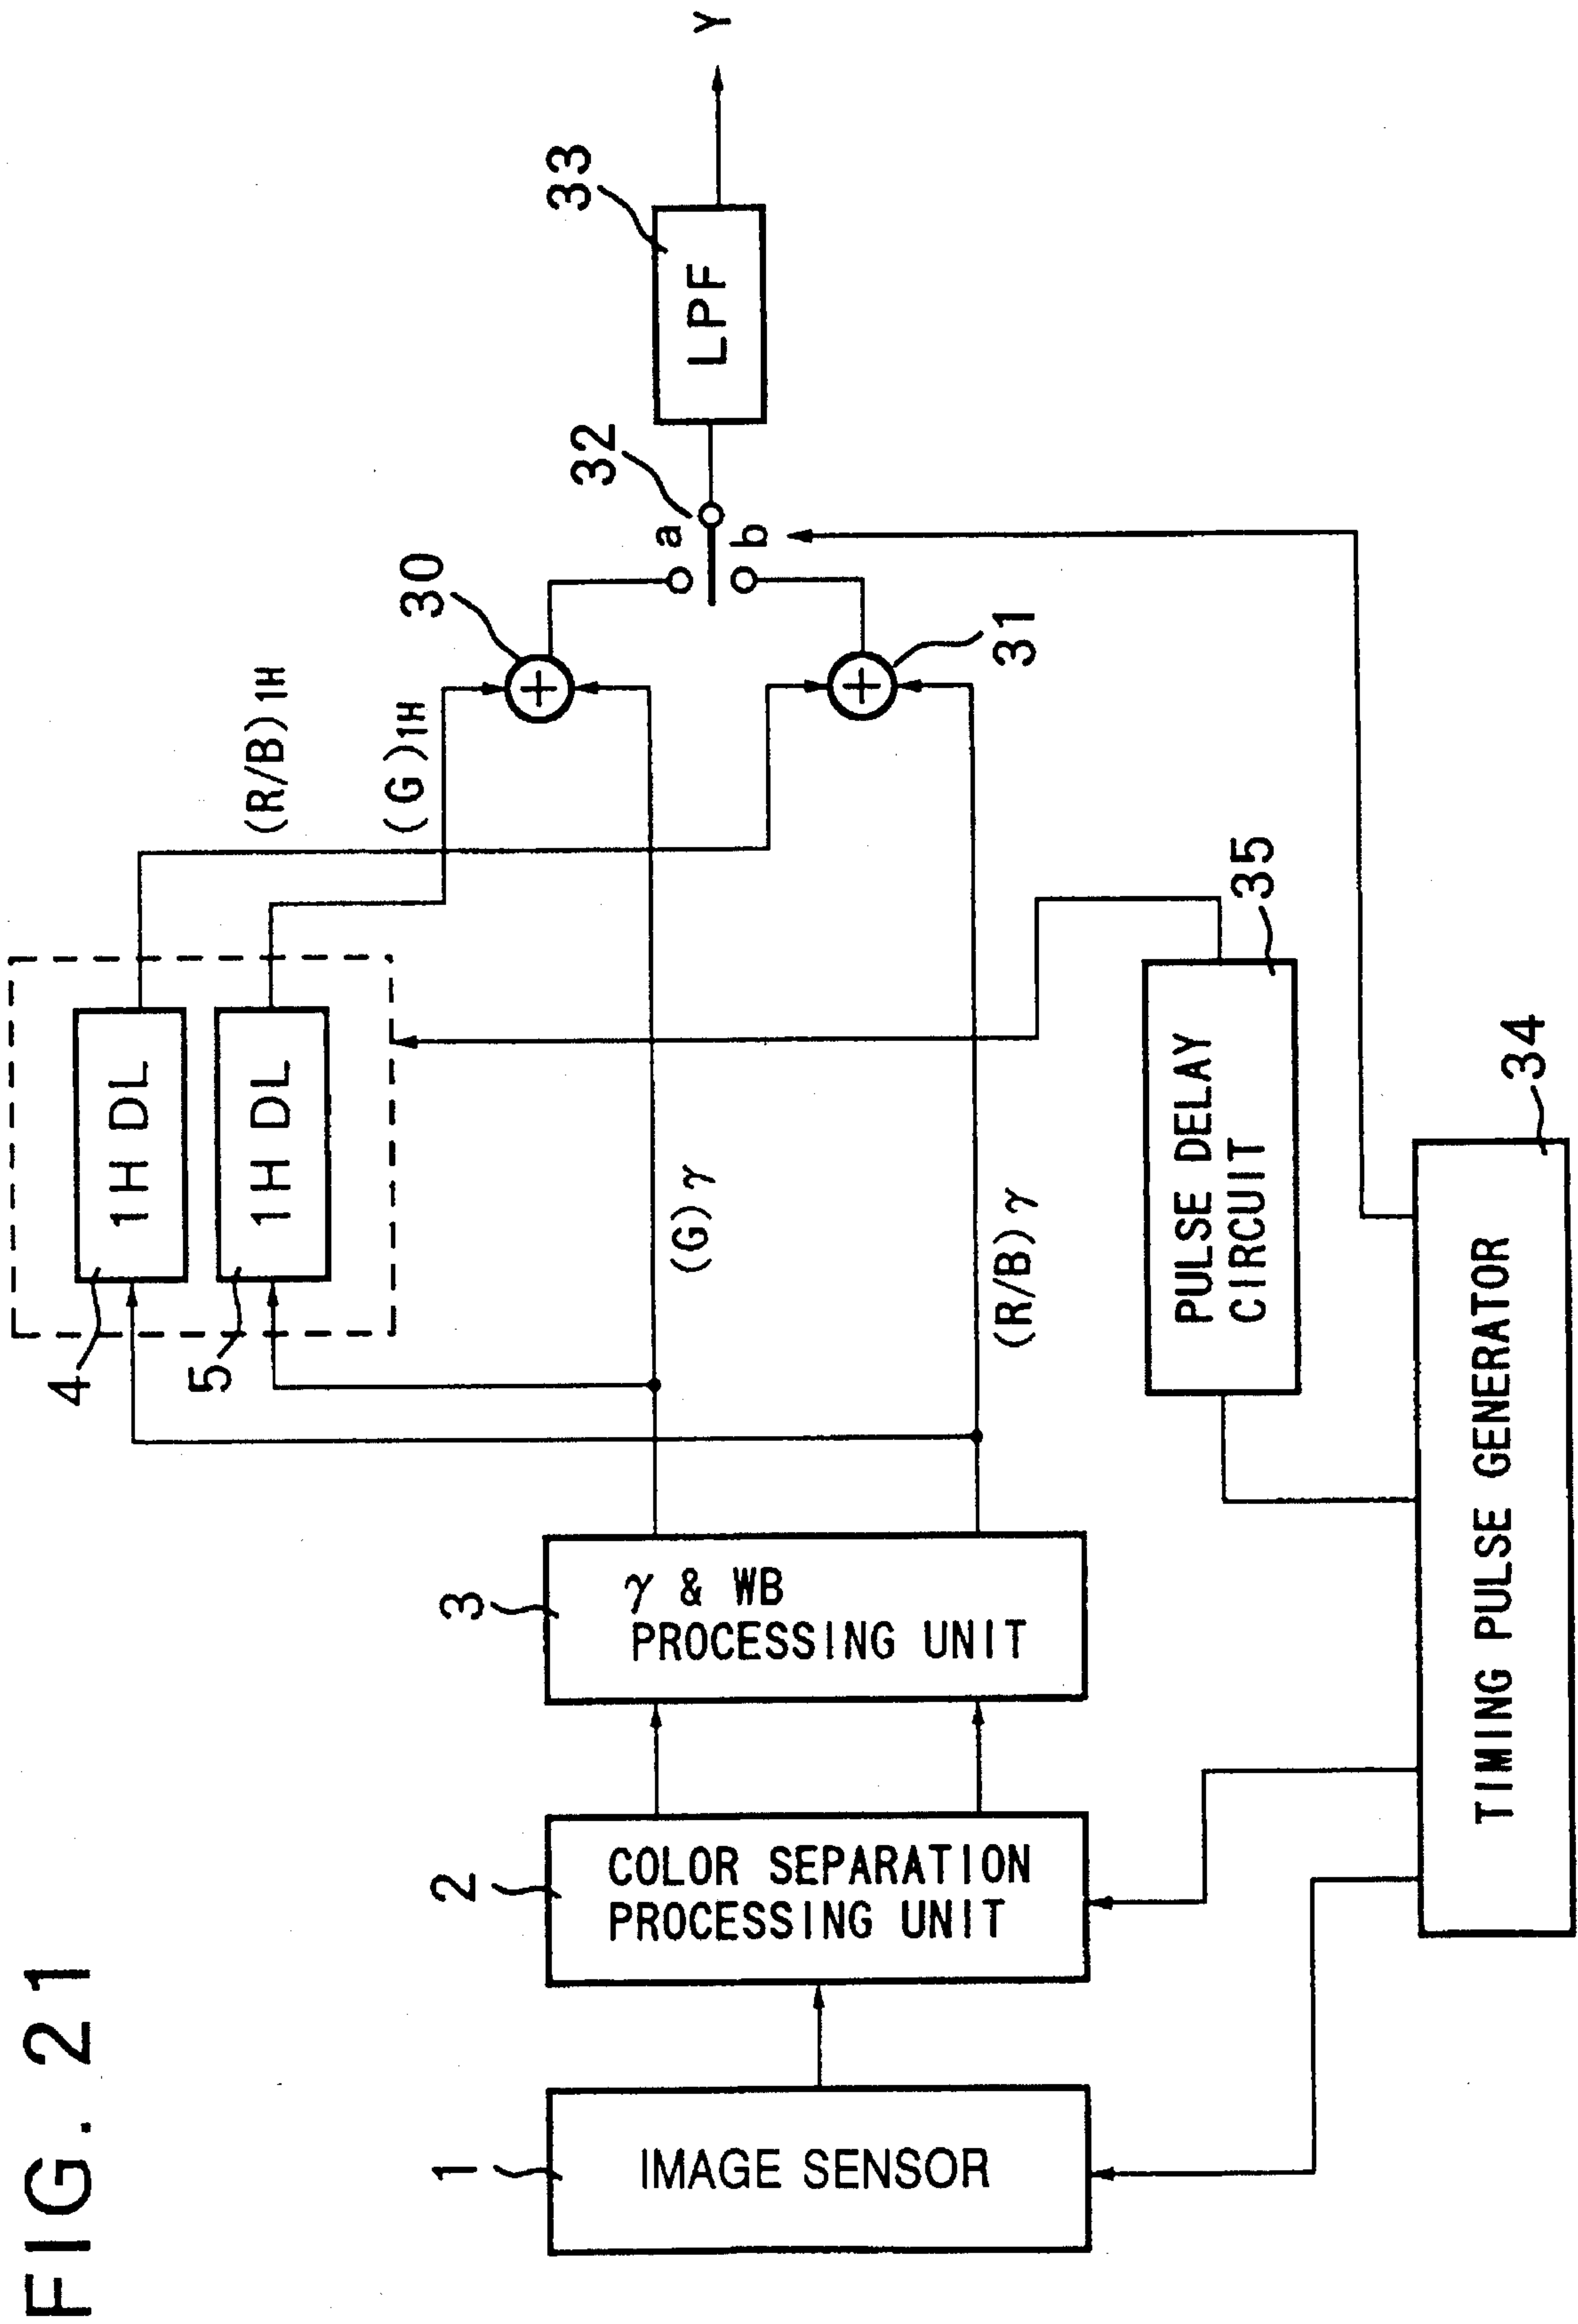 FIG. 21
1
IMAGE SENSOR
2
COLOR SEPARATION
PROCESSING UNIT
3
γ & WB
PROCESSING UNIT
4
1H DL
5
1H DL
(R/B)1H
(G)1H
(G)γ
(R/B)γ
30
31
32
a
b
33
LPF
Y
PULSE DELAY
CIRCUIT
35
TIMING PULSE GENERATOR
34